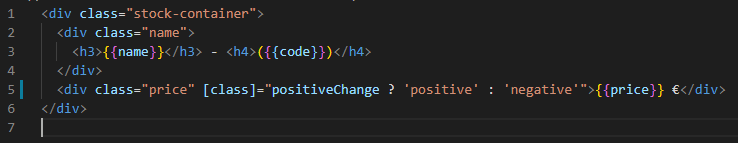 1 <div class="stock-container">
2   <div class="name">
3     <h3>{{name}}</h3> - <h4>({{code}})</h4>
4   </div>
5   <div class="price" [class]="positiveChange ? 'positive' : 'negative'">{{price}} €</div>
6 </div>
7